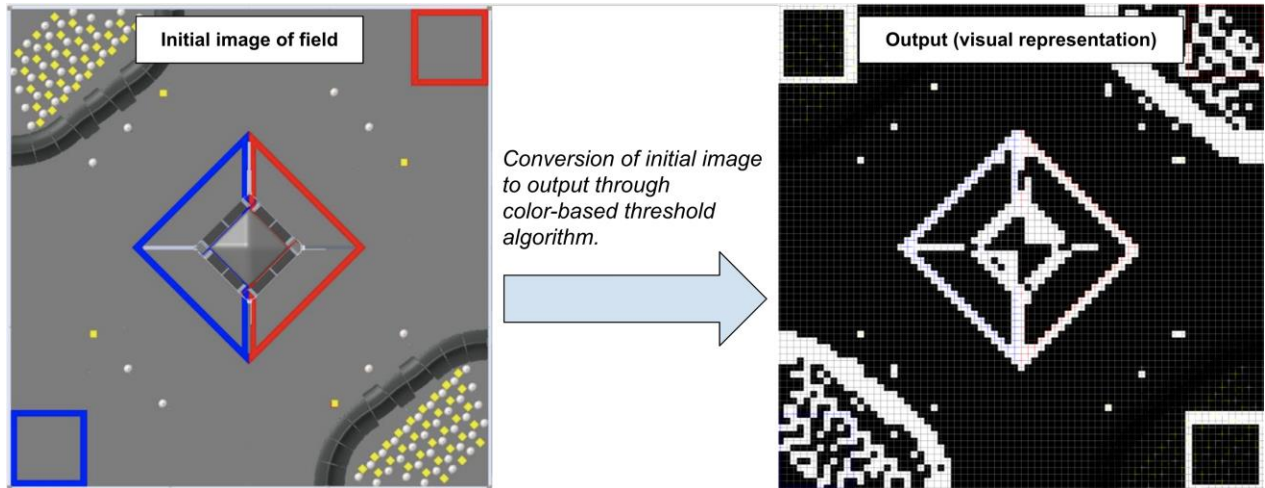 Initial image of field
Output (visual representation)
Conversion of initial image
to output through
color-based threshold
algorithm.